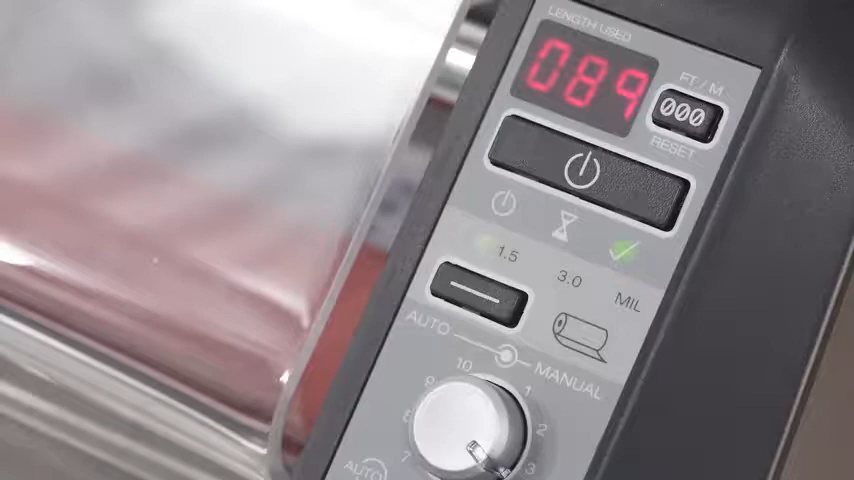 LENGTH USED
089
FT / M
000
RESET
1.5
3.0
MIL
AUTO
MANUAL
10
9
1
8
2
7
3
AUTO